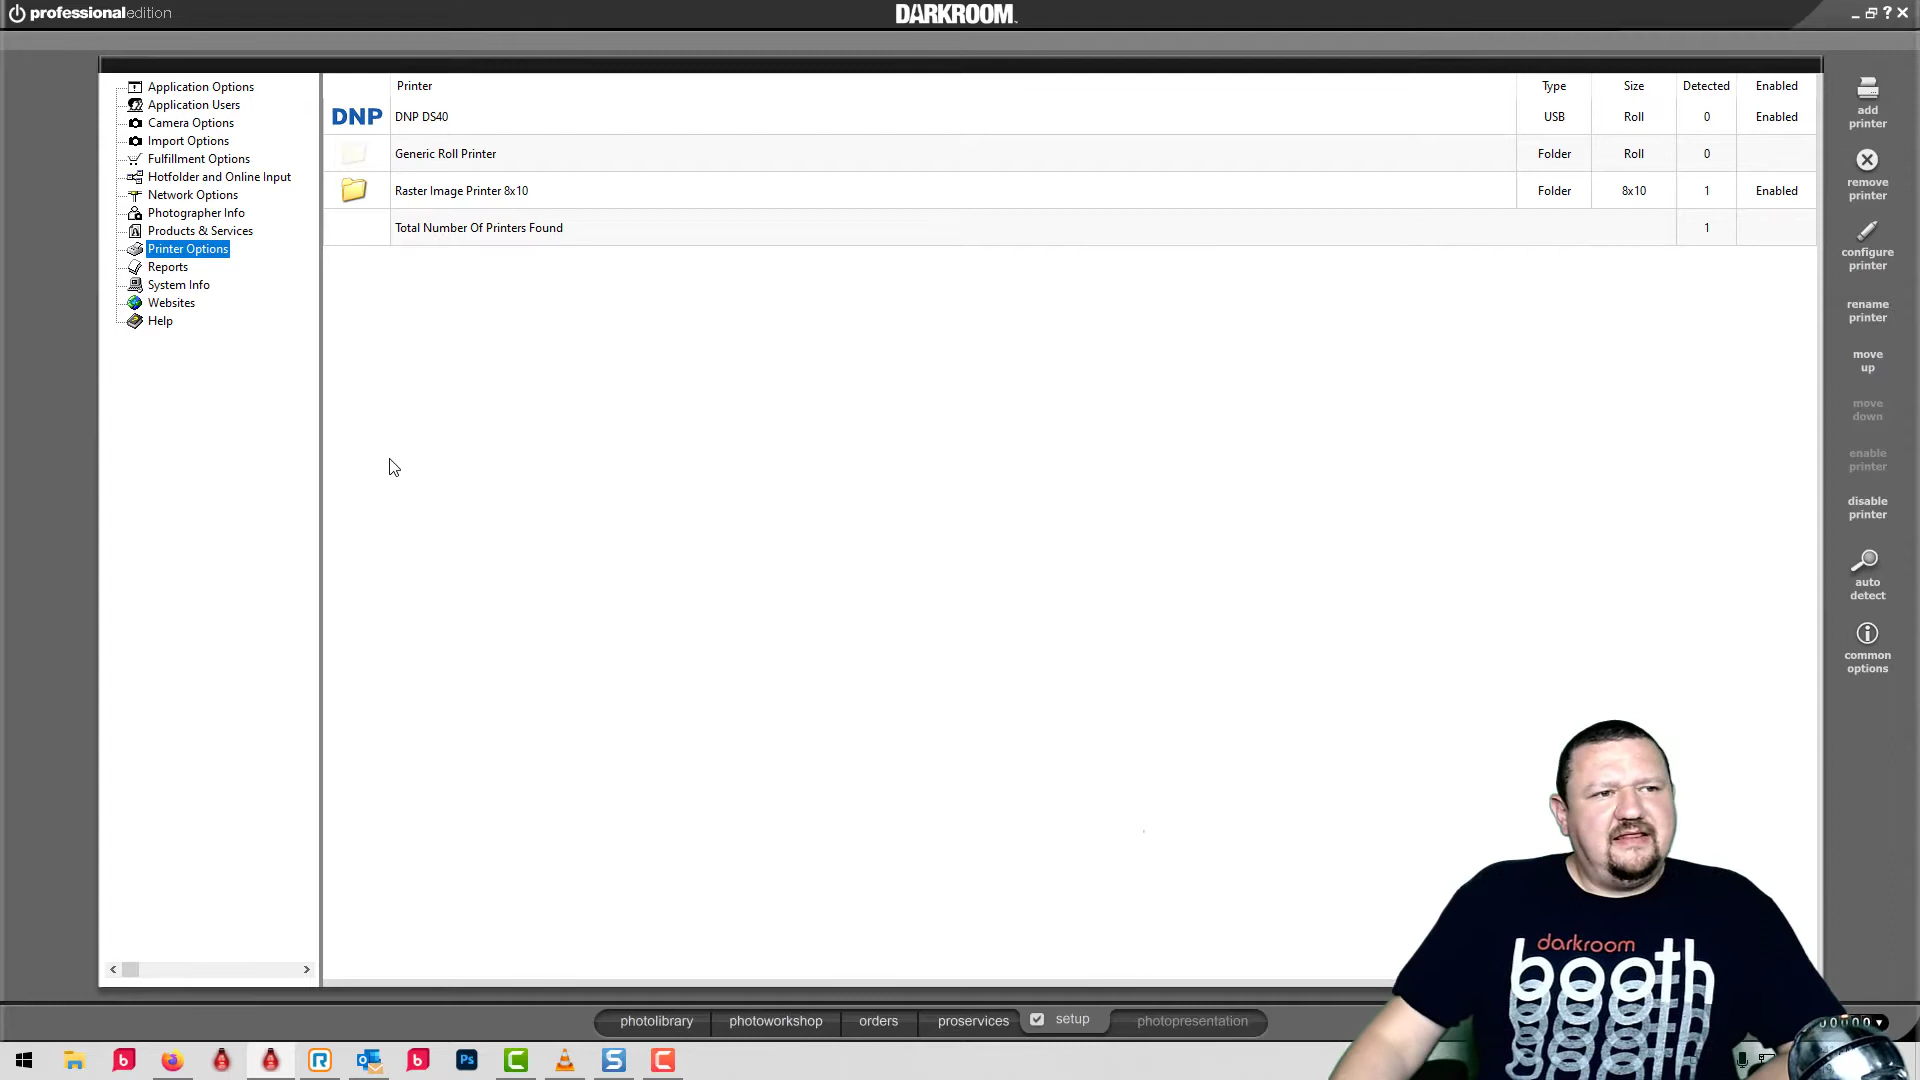 professionaledition
DARKROOM
Application Options
Application Users
Camera Options
Import Options
Fulfillment Options
Hotfolder and Online Input
Network Options
Photographer Info
Products & Services
Printer Options
Reports
System Info
Websites
Help
Printer Type Size Detected Enabled
DNP DNP DS40 USB Roll 0 Enabled
Generic Roll Printer Folder Roll 0
Raster Image Printer 8x10 Folder 8x10 1 Enabled
Total Number Of Printers Found 1
add
printer
remove
printer
configure
printer
rename
printer
move
up
move
down
enable
printer
disable
printer
auto
detect
common
options
darkroom
booth
photolibrary photoworkshop orders proservices setup photopresentation
b R b Ps C S C